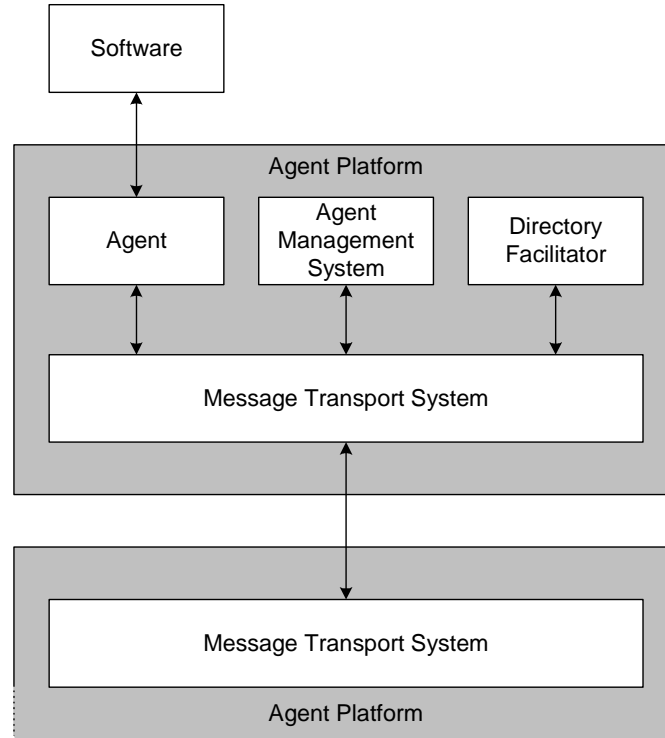 Software
Agent Platform
Agent
Agent
Management
System
Directory
Facilitator
Message Transport System
Message Transport System
Agent Platform